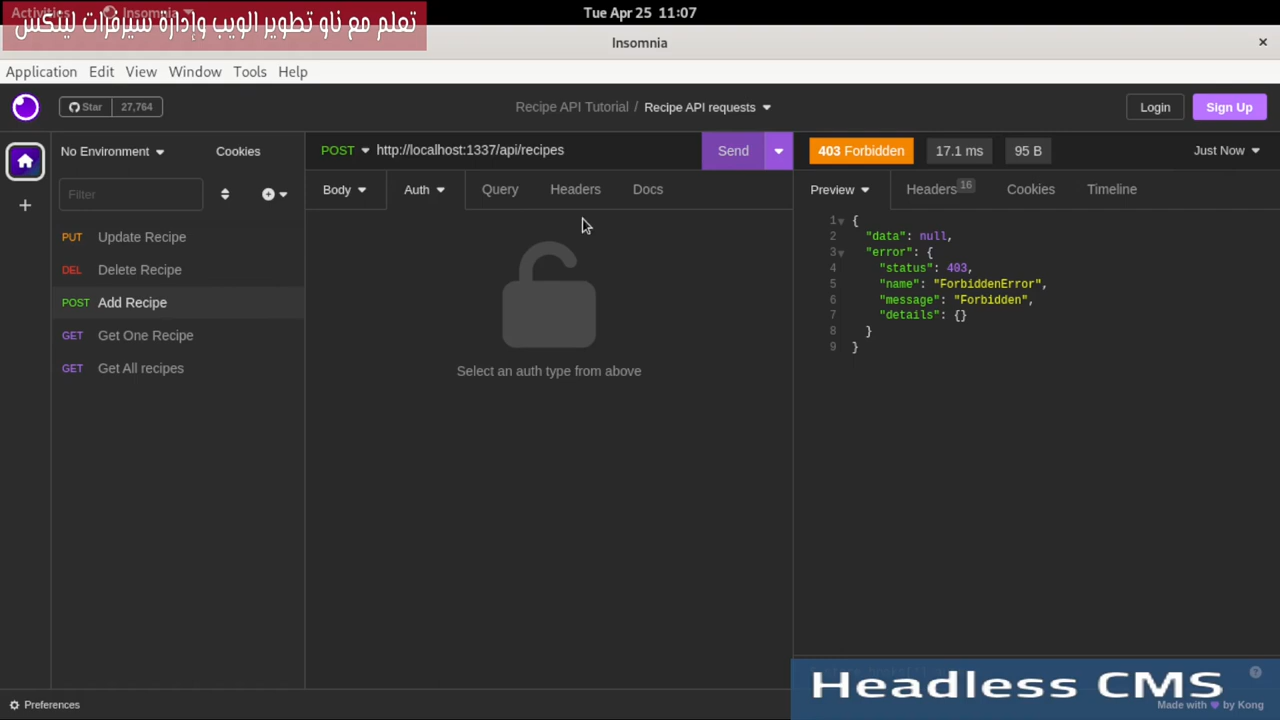 Activities
Insomnia
Tue Apr 25 11:07
تعلم مع ناو تطوير الويب وإدارة سيرفرات لينكس
Insomnia
Application Edit View Window Tools Help
Star 27,764
Recipe API Tutorial / Recipe API requests
Login
Sign Up
No Environment
Cookies
POST http://localhost:1337/api/recipes
Send
403 Forbidden
17.1 ms
95 B
Just Now
Filter
Body
Auth
Query
Headers
Docs
Preview
Headers 16
Cookies
Timeline
PUT Update Recipe
DEL Delete Recipe
POST Add Recipe
GET Get One Recipe
GET Get All recipes
Select an auth type from above
1 {
2 "data": null,
3 "error": {
4 "status": 403,
5 "name": "ForbiddenError",
6 "message": "Forbidden",
7 "details": {}
8 }
9 }
Headless CMS
Preferences
Made with by Kong